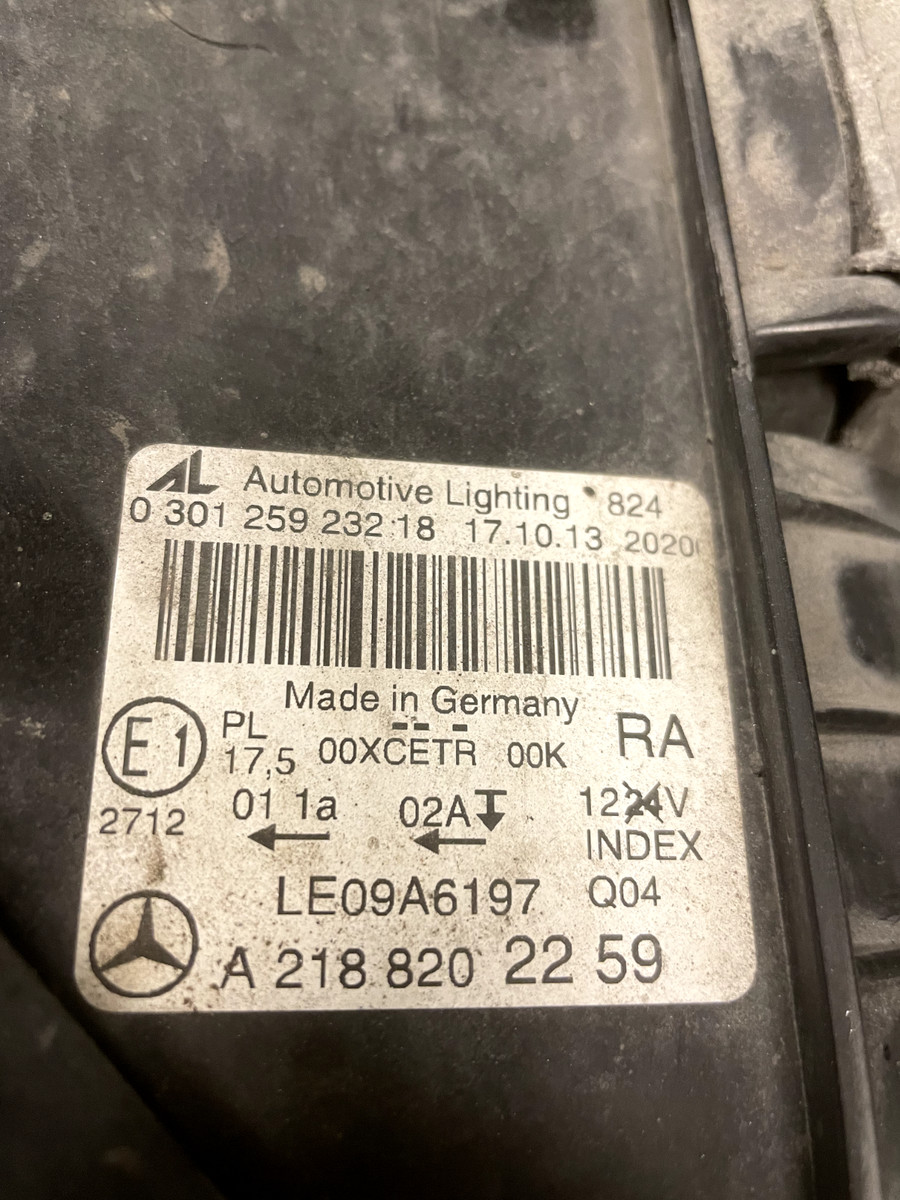 AL Automotive Lighting 824
0 301 259 232 18 17.10.13 2020
Made in Germany
E1 PL 17,5 00XCETR 00K RA
2712 01 1a 02A 1224V
INDEX
LE09A6197 Q04
A 218 820 22 59